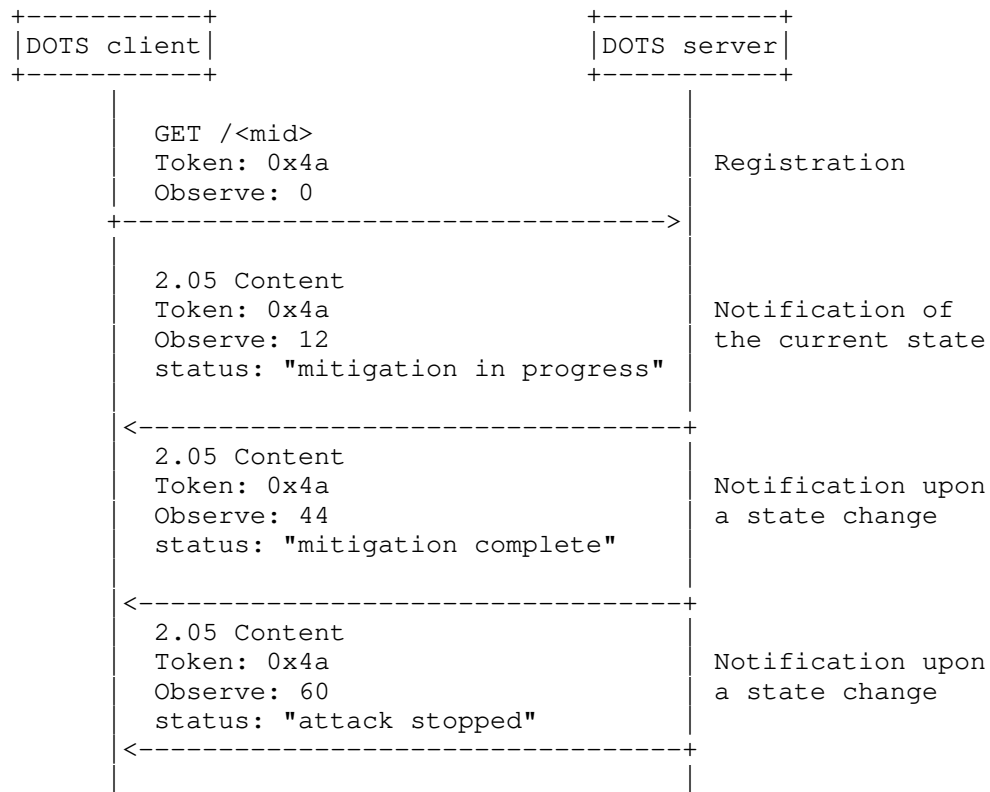 +-----------+                       +-----------+
|DOTS client|                       |DOTS server|
+-----------+                       +-----------+
GET /<mid>
Token: 0x4a    Registration
Observe: 0
+----------------------------------->
2.05 Content
Token: 0x4a    Notification of
Observe: 12    the current state
status: "mitigation in progress"
<-----------------------------------+
2.05 Content
Token: 0x4a    Notification upon
Observe: 44    a state change
status: "mitigation complete"
<-----------------------------------+
2.05 Content
Token: 0x4a    Notification upon
Observe: 60    a state change
status: "attack stopped"
<-----------------------------------+